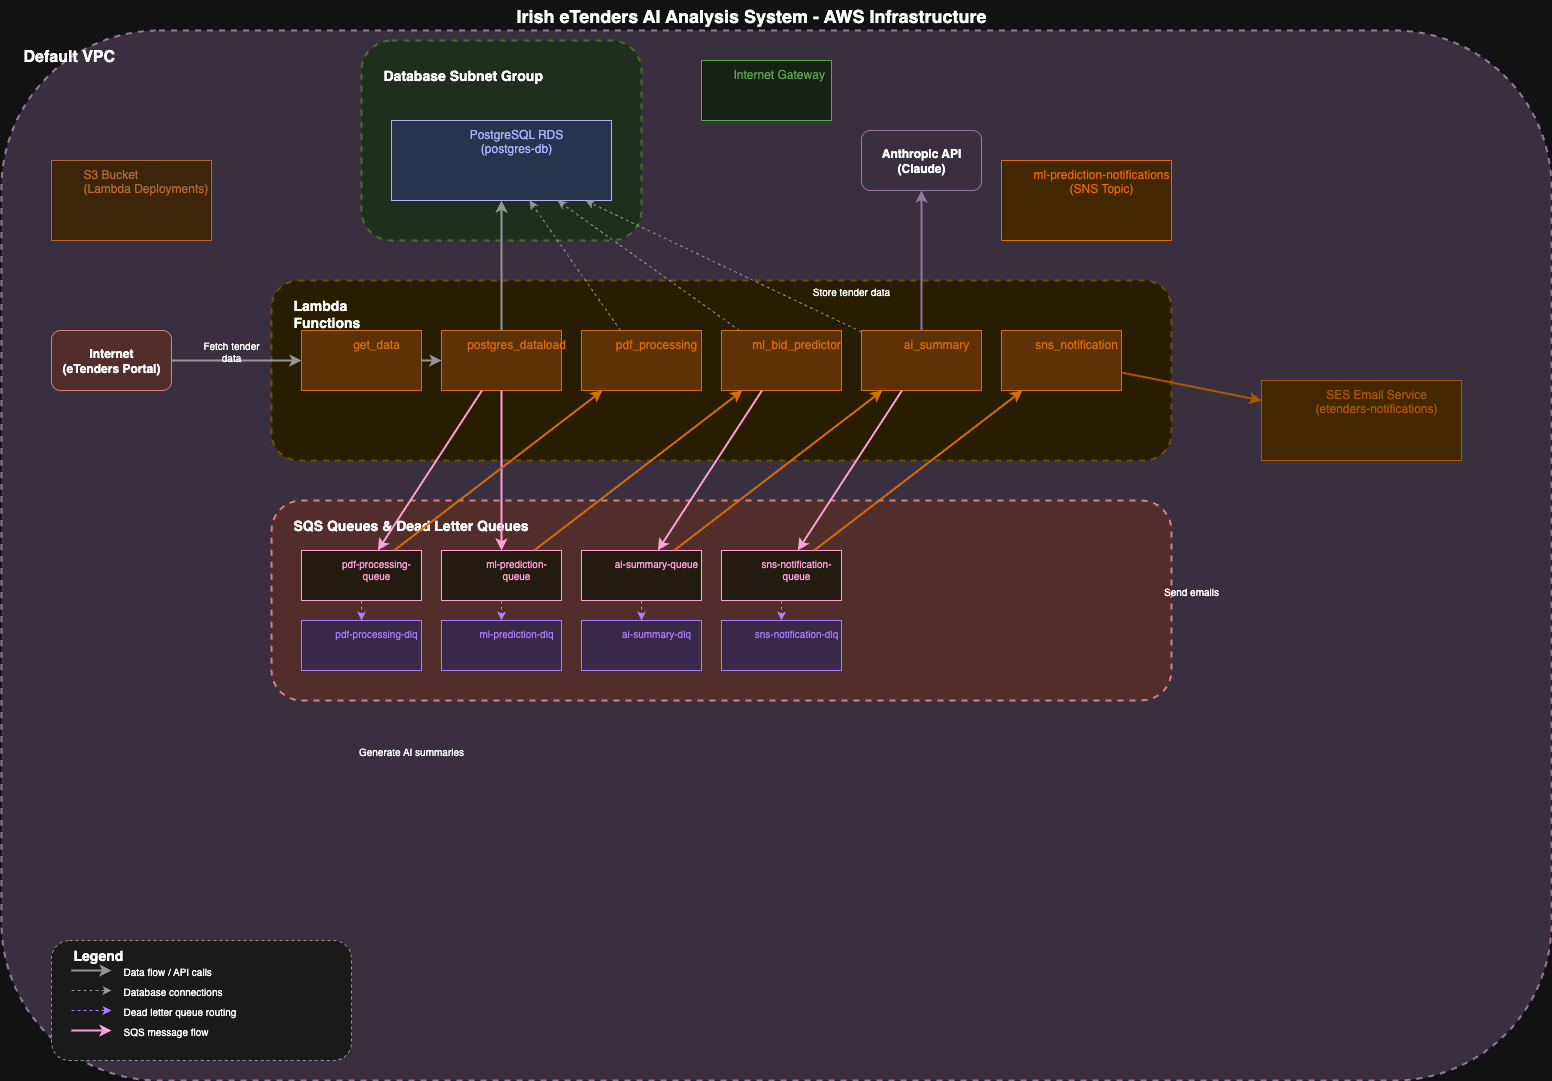 Irish eTenders AI Analysis System - AWS Infrastructure
Default VPC
Database Subnet Group
Internet Gateway
PostgreSQL RDS
(postgres-db)
Anthropic API
(Claude)
S3 Bucket
(Lambda Deployments)
ml-prediction-notifications
(SNS Topic)
Store tender data
Lambda
Functions
Internet
(eTenders Portal)
Fetch tender
data
get_data
postgres_dataload
pdf_processing
ml_bid_predictor
ai_summary
sns_notification
SES Email Service
(etenders-notifications)
SQS Queues & Dead Letter Queues
pdf-processing-
queue
ml-prediction-
queue
ai-summary-queue
sns-notification-
queue
Send emails
pdf-processing-dlq
ml-prediction-dlq
ai-summary-dlq
sns-notification-dlq
Generate AI summaries
Legend
Data flow / API calls
Database connections
Dead letter queue routing
SQS message flow